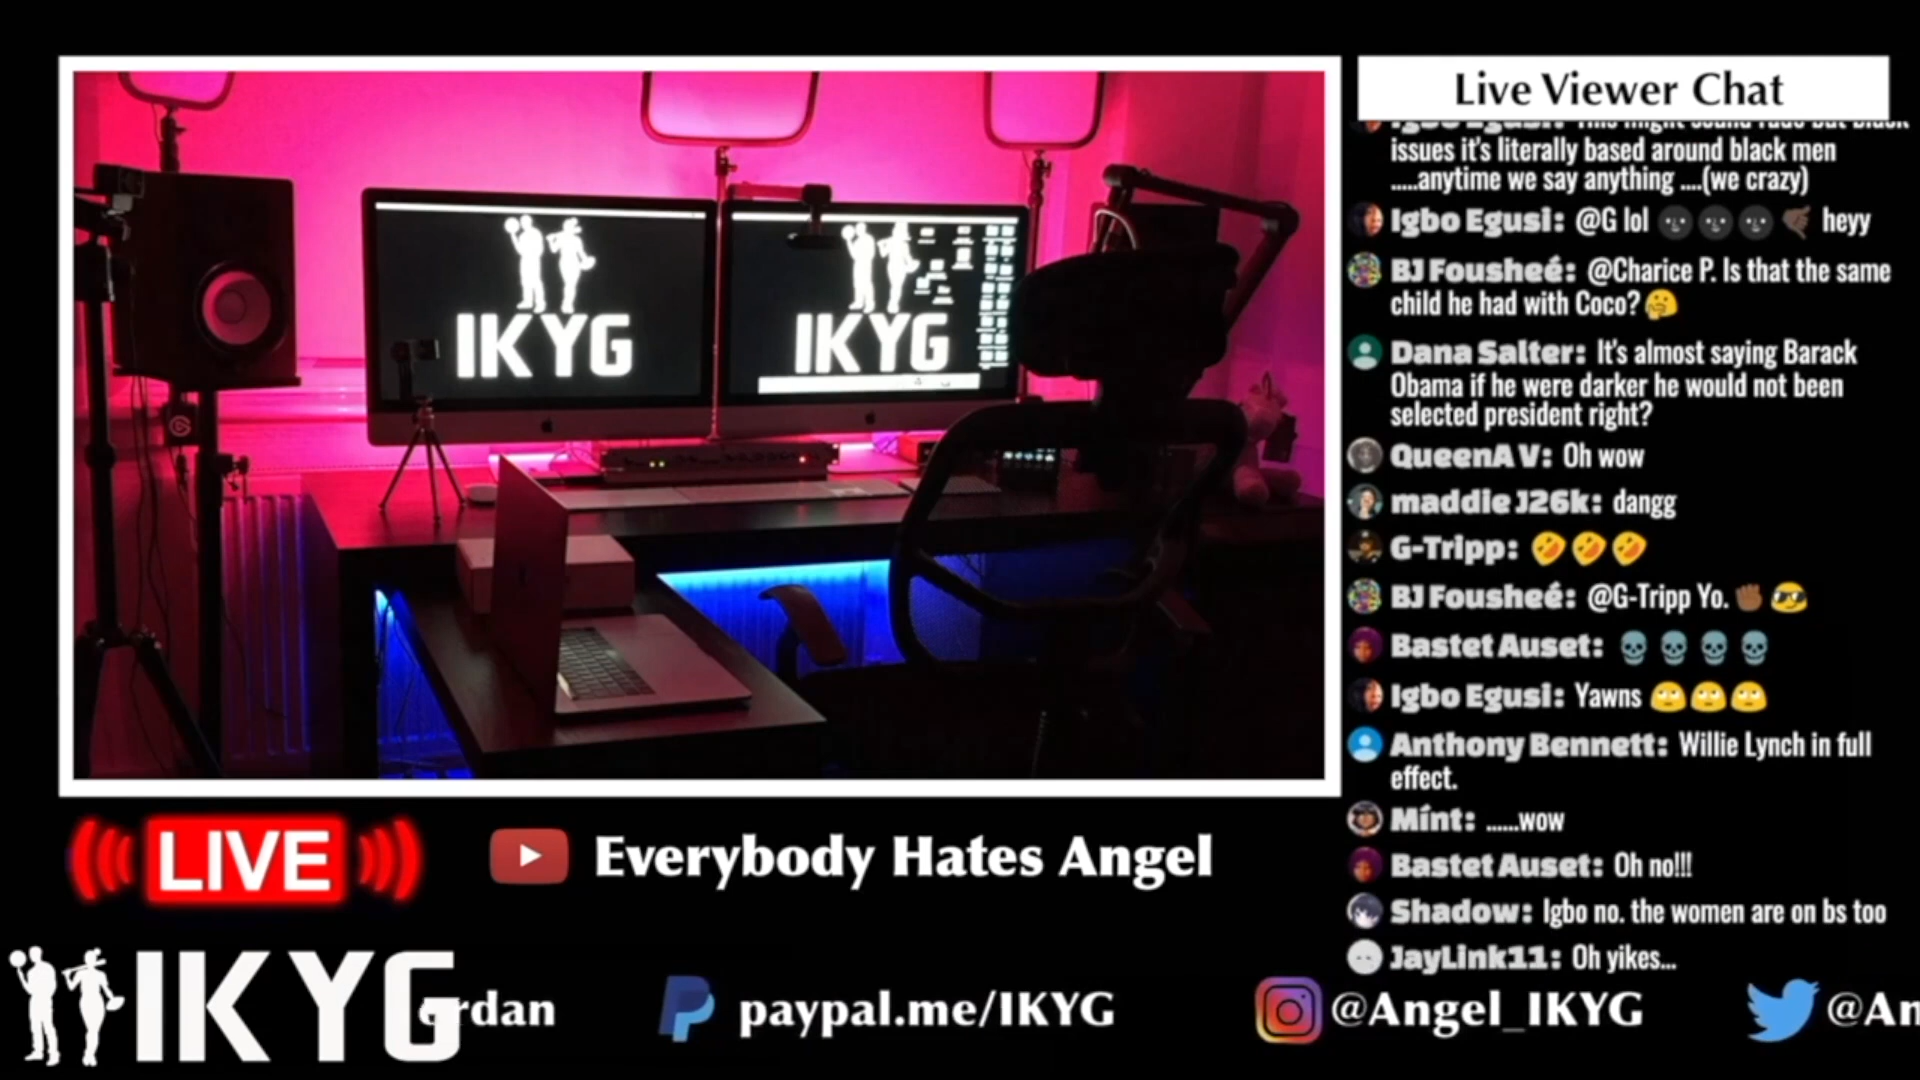 Live Viewer Chat
issues it's literally based around black men
.....anytime we say anything ....(we crazy)
Igbo Egusi: @G lol 🌚🌚🌚🤏🏿 heyy
BJ Fousheé: @Charice P. Is that the same
child he had with Coco?🤔
Dana Salter: It's almost saying Barack
Obama if he were darker he would not been
selected president right?
QueenA V: Oh wow
maddie J26k: dangg
G-Tripp: 🤣🤣🤣
BJ Fousheé: @G-Tripp Yo.✊🏾😎
Bastet Auset: 💀💀💀💀
Igbo Egusi: Yawns 🙄🙄🙄
Anthony Bennett: Willie Lynch in full
effect.
Mínt: ......wow
Bastet Auset: Oh no!!!
Shadow: Igbo no. the women are on bs too
JayLink11: Oh yikes...
IKYG
IKYG
LIVE
Everybody Hates Angel
IKYG
rdan
paypal.me/IKYG
@Angel_IKYG
@An